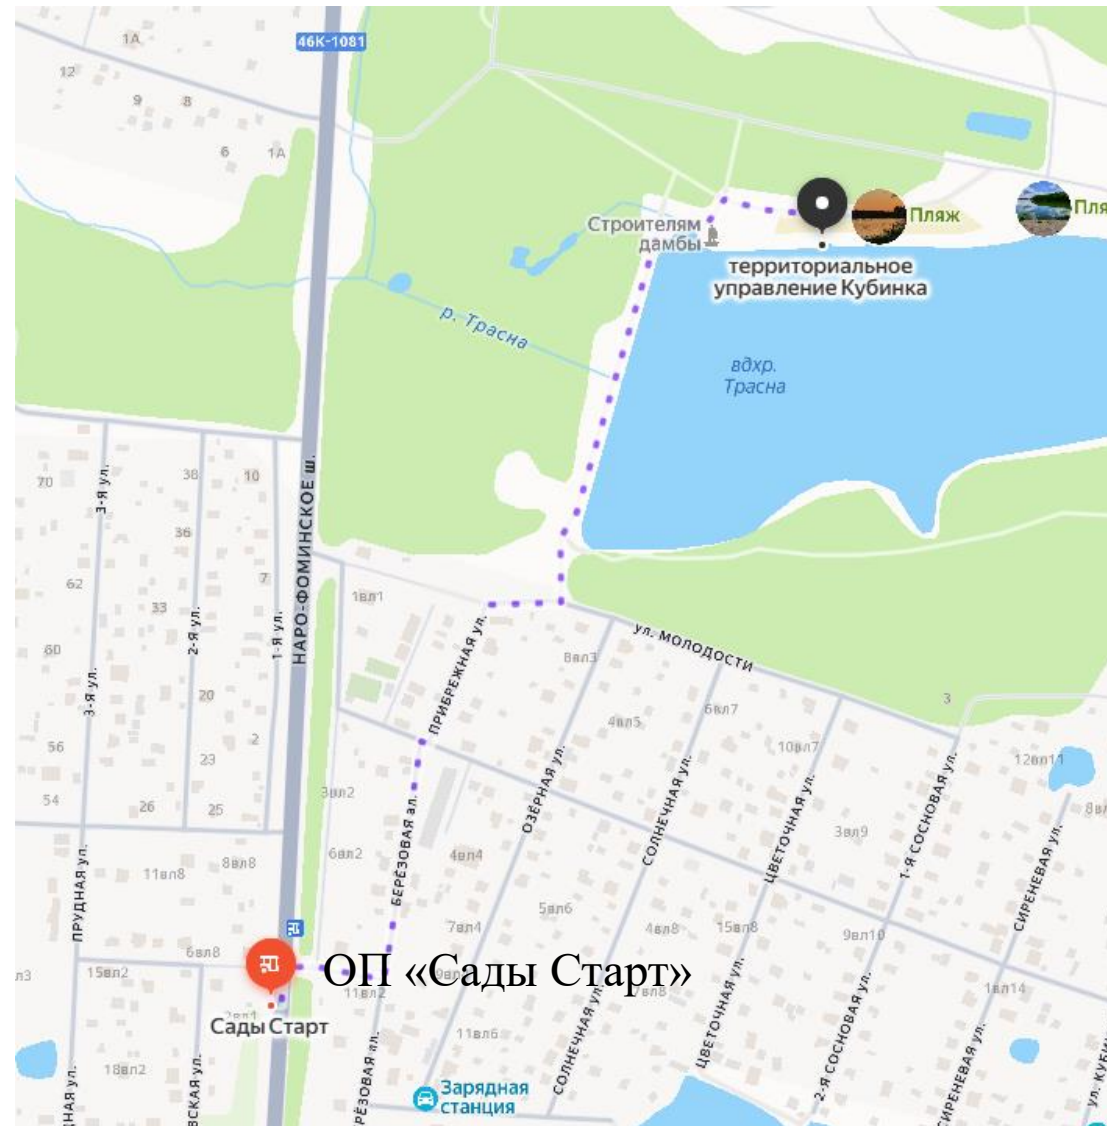 1А
46К-1081
12
9
8
6
1А
Пляж
Строителям
дамбы
территориальное
управление Кубинка
р. Трасна
вдхр.
Трасна
70
3-Я УЛ.
38
10
НАРО-ФОМИНСКОЕ Ш.
36
7
62
33
2-Я УЛ.
1-Я УЛ.
1вл1
60
3-Я УЛ.
ПРИБРЕЖНАЯ УЛ.
8вл3
УЛ. МОЛОДОСТИ
20
4вл5
6вл7
3
56
2
23
10вл7
12вл11
54
26
25
3вл2
БЕРЁЗОВАЯ АЛ.
ОЗЁРНАЯ УЛ.
СОЛНЕЧНАЯ УЛ.
ЦВЕТОЧНАЯ УЛ.
3вл9
1-Я СОСНОВАЯ УЛ.
СИРЕНЕВАЯ УЛ.
ПРУДНАЯ УЛ.
11вл8
8вл8
6вл2
4вл4
5вл6
7вл4
4вл8
15вл8
9вл10
6вл8
15вл2
ОП «Сады Старт»
11вл2
1вл14
2вл1
Сады Старт
11вл6
СОЛНЕЧНАЯ УЛ.
ЦВЕТОЧНАЯ УЛ.
2-Я СОСНОВАЯ УЛ.
СИРЕНЕВАЯ УЛ.
18вл2
Зарядная
станция